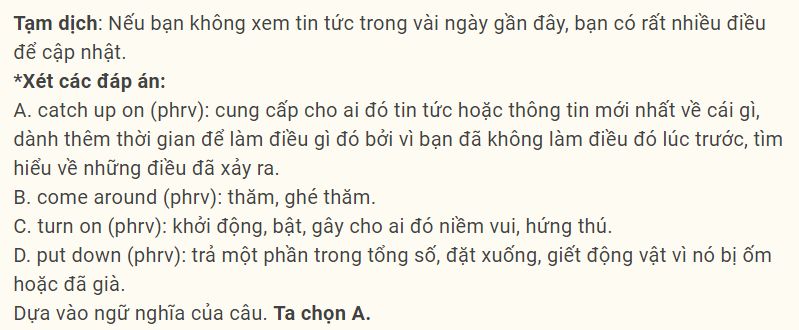 Tạm dịch: Nếu bạn không xem tin tức trong vài ngày gần đây, bạn có rất nhiều điều
để cập nhật.
*Xét các đáp án:
A. catch up on (phrv): cung cấp cho ai đó tin tức hoặc thông tin mới nhất về cái gì,
dành thêm thời gian để làm điều gì đó bởi vì bạn đã không làm điều đó lúc trước, tìm
hiểu về những điều đã xảy ra.
B. come around (phrv): thăm, ghé thăm.
C. turn on (phrv): khởi động, bật, gây cho ai đó niềm vui, hứng thú.
D. put down (phrv): trả một phần trong tổng số, đặt xuống, giết động vật vì nó bị ốm
hoặc đã già.
Dựa vào ngữ nghĩa của câu. Ta chọn A.